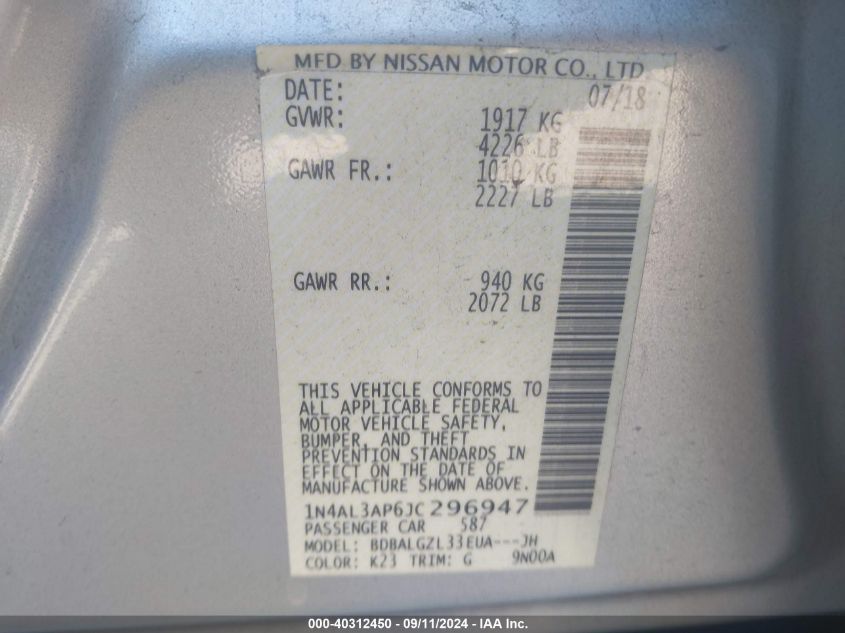 MFD BY NISSAN MOTOR CO., LTD
DATE: 07/18
GVWR: 1917 KG
4226 LB
GAWR FR.: 1010 KG
2227 LB
GAWR RR.: 940 KG
2072 LB
THIS VEHICLE CONFORMS TO
ALL APPLICABLE FEDERAL
MOTOR VEHICLE SAFETY,
BUMPER, AND THEFT
PREVENTION STANDARDS IN
EFFECT ON THE DATE OF
MANUFACTURE SHOWN ABOVE.
1N4AL3AP6JC296947
PASSENGER CAR 587
MODEL: BDBALGZL33EUA---JH
COLOR: K23 TRIM: G 9N00A
000-40312450 - 09/11/2024 - IAA Inc.